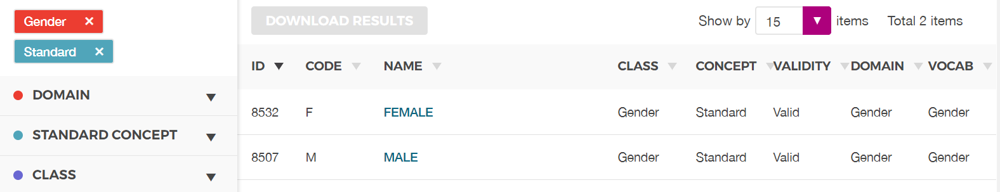 Gender ×
Standard ×
DOMAIN
STANDARD CONCEPT
CLASS
DOWNLOAD RESULTS
Show by 15 items Total 2 items
ID CODE NAME CLASS CONCEPT VALIDITY DOMAIN VOCAB
8532 F FEMALE Gender Standard Valid Gender Gender
8507 M MALE Gender Standard Valid Gender Gender